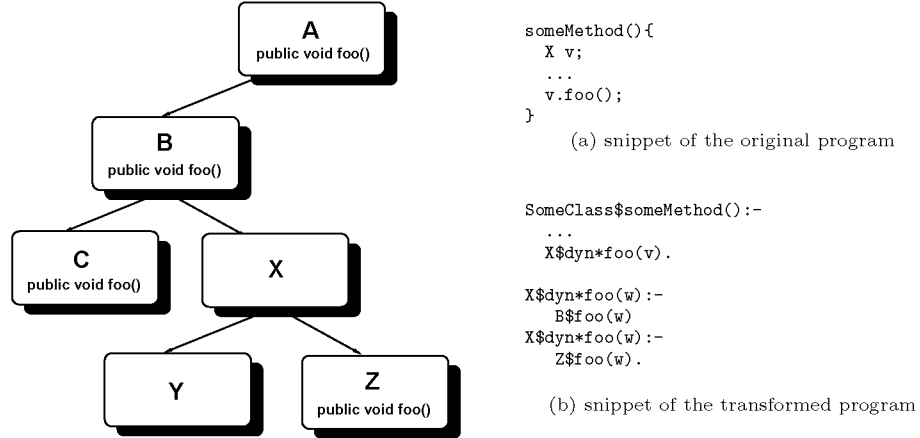 A
public void foo()
B
public void foo()
C
public void foo()
X
Y
Z
public void foo()
someMethod(){
X v;
...
v.foo();
}
(a) snippet of the original program
SomeClass$someMethod():-
...
X$dyn*foo(v).
X$dyn*foo(w):-
B$foo(w)
X$dyn*foo(w):-
Z$foo(w).
(b) snippet of the transformed program